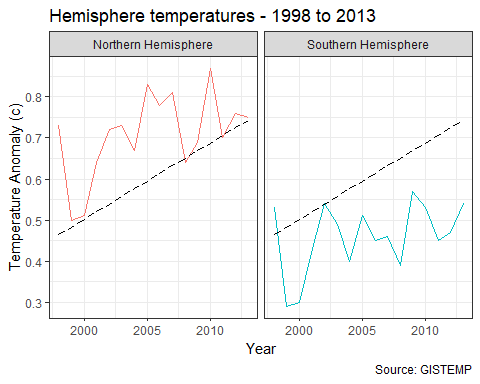 Hemisphere temperatures - 1998 to 2013
Northern Hemisphere
Southern Hemisphere
Temperature Anomaly (c)
0.8
0.7
0.6
0.5
0.4
0.3
2000 2005 2010
2000 2005 2010
Year
Source: GISTEMP